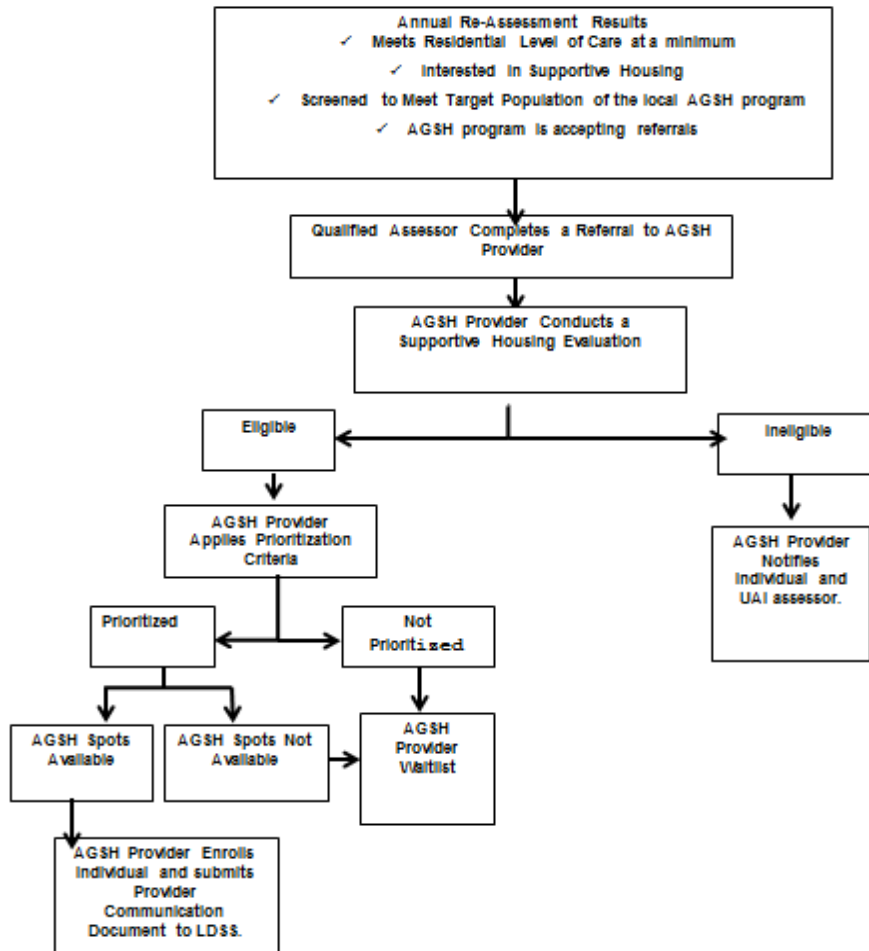 Annual Re-Assessment Results
✓ Meets Residential Level of Care at a minimum
✓ Interested in Supportive Housing
✓ Screened to Meet Target Population of the local AGSH program
✓ AGSH program is accepting referrals
Qualified Assessor Completes a Referral to AGSH
Provider
AGSH Provider Conducts a
Supportive Housing Evaluation
Eligible
Ineligible
AGSH Provider
Applies Prioritization
Criteria
AGSH Provider
Notifies
Individual and
UAI assessor.
Prioritized
Not
Prioritized
AGSH Spots
Available
AGSH Spots Not
Available
AGSH
Provider
Waitlist
AGSH Provider Enrolls
Individual and submits
Provider
Communication
Document to LDSS.